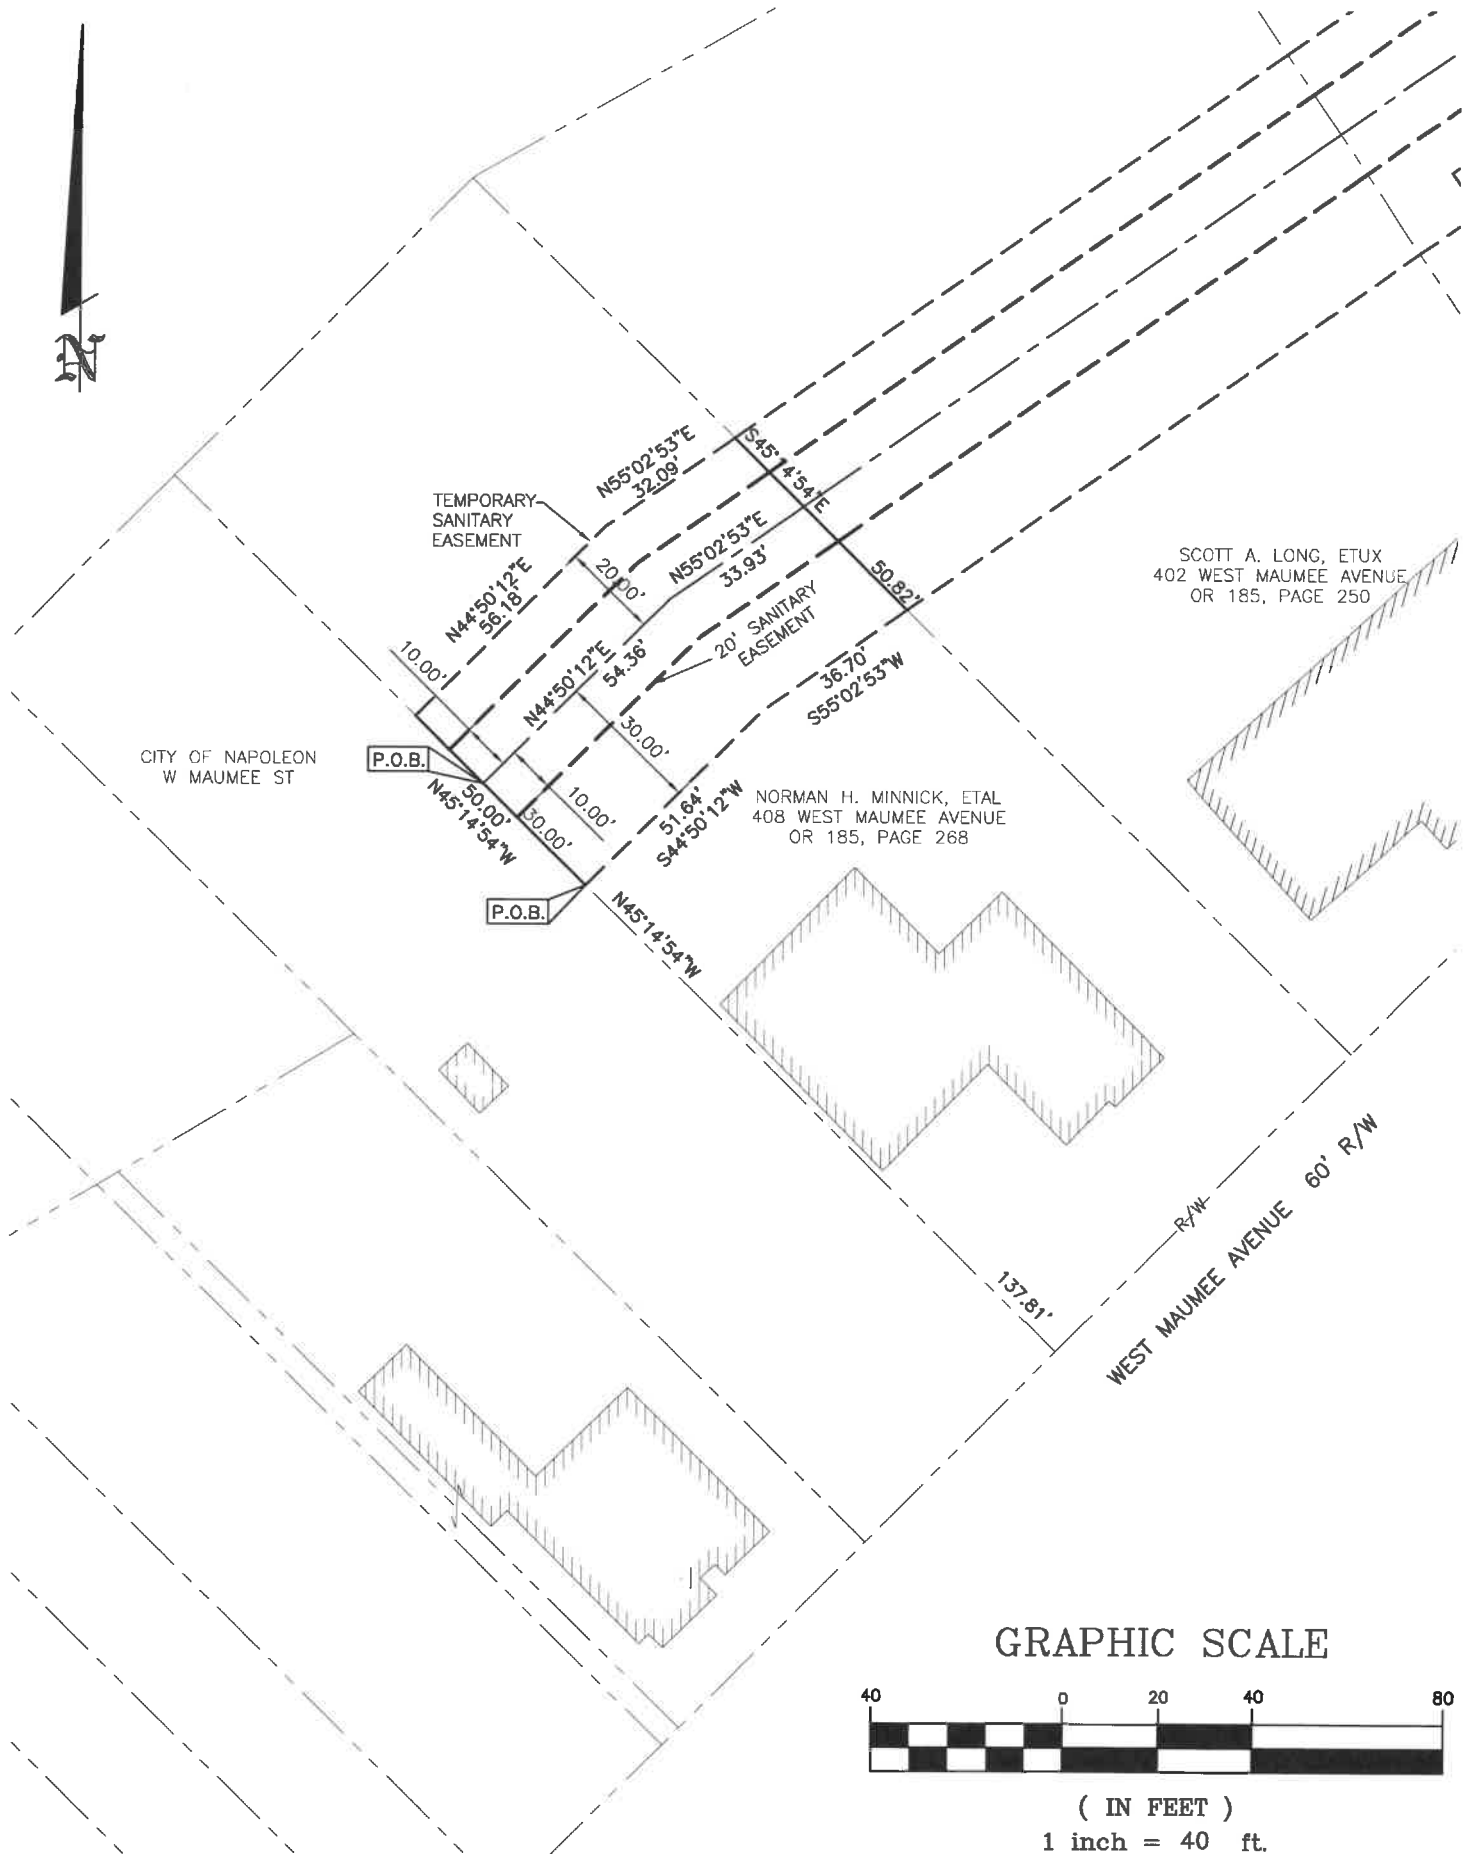 N
S45°14'54"E
50.82'
N55°02'53"E
32.09'
TEMPORARY
SANITARY
EASEMENT
N55°02'53"E
33.93'
20.00'
N44°50'12"E
56.18'
SCOTT A. LONG, ETUX
402 WEST MAUMEE AVENUE
OR 185, PAGE 250
20' SANITARY
EASEMENT
10.00'
N44°50'12"E
54.36'
36.70'
S55°02'53"W
30.00'
CITY OF NAPOLEON
W MAUMEE ST
P.O.B.
50.00'
N45°14'54"W
10.00'
30.00'
51.64'
S44°50'12"W
NORMAN H. MINNICK, ETAL
408 WEST MAUMEE AVENUE
OR 185, PAGE 268
P.O.B.
N45°14'54"W
137.81'
R/W
WEST MAUMEE AVENUE 60' R/W
GRAPHIC SCALE
40 0 20 40 80
( IN FEET )
1 inch = 40 ft.